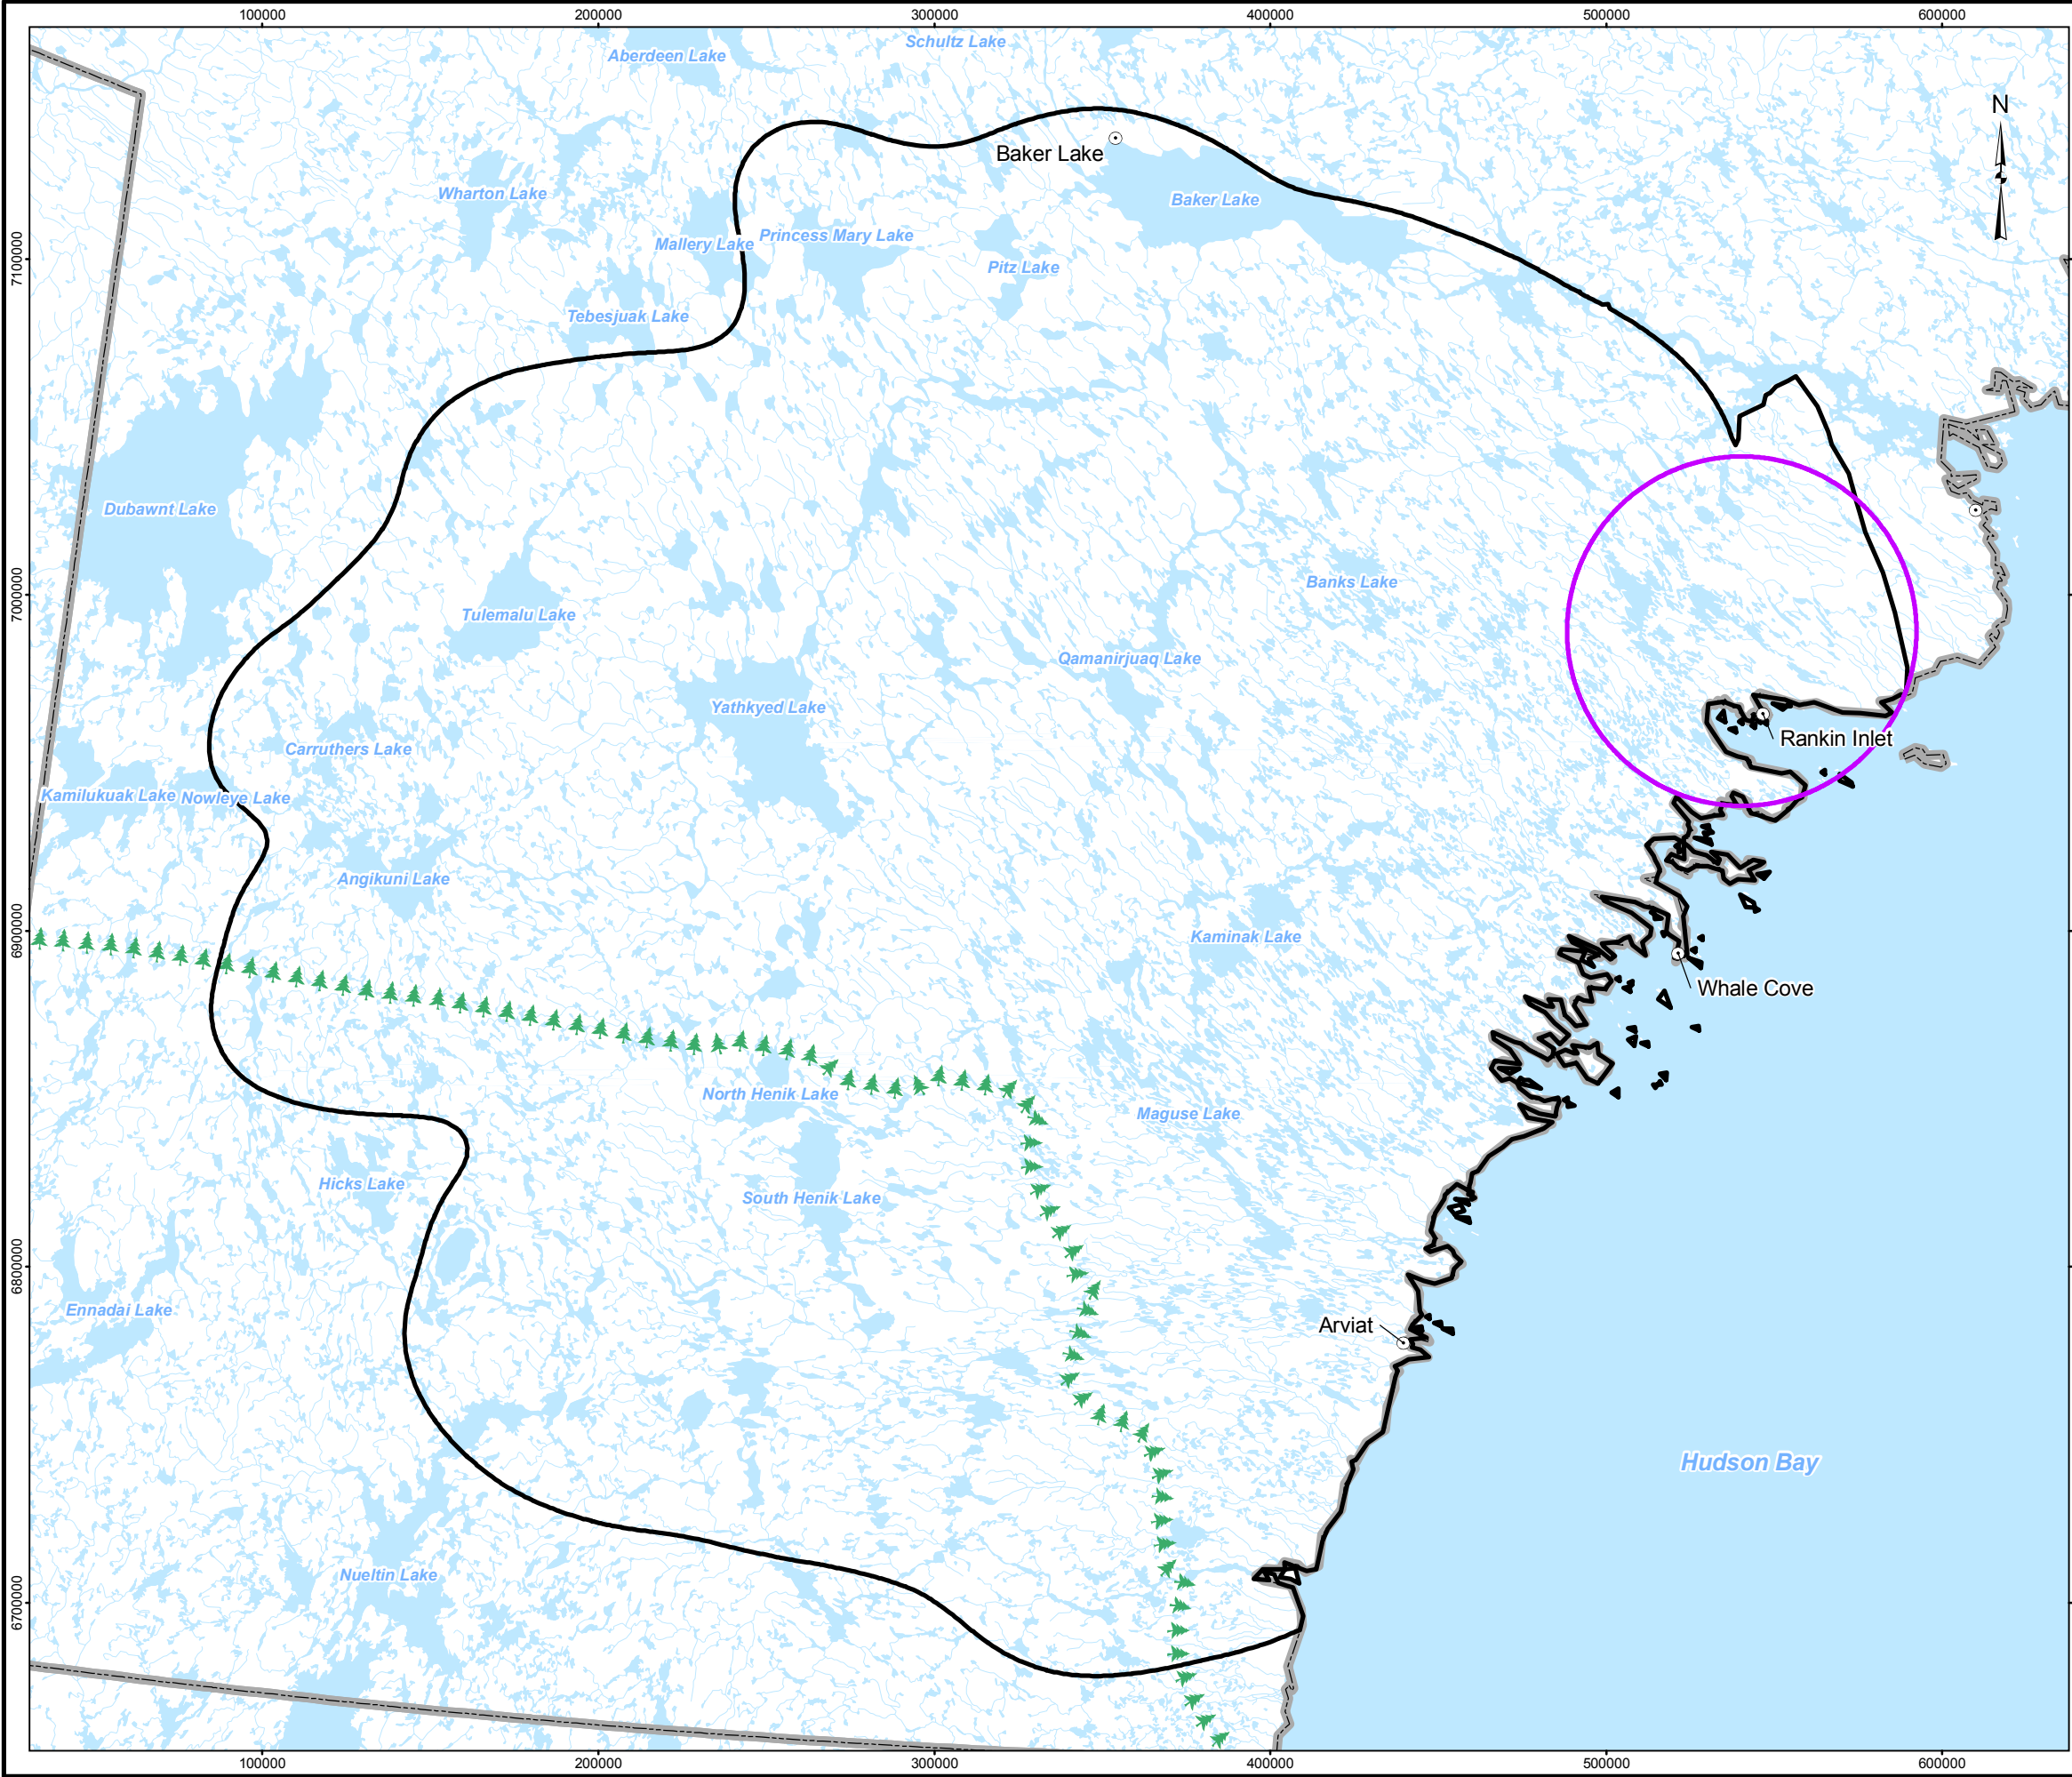 100000
200000
300000
400000
500000
600000
Aberdeen Lake
Schultz Lake
N
Baker Lake
Wharton Lake
Baker Lake
Mallery Lake
Princess Mary Lake
7100000
Pitz Lake
Tebesjuak Lake
Dubawnt Lake
Banks Lake
7000000
Tulemalu Lake
Qamanirjuaq Lake
Yathkyed Lake
Rankin Inlet
Carruthers Lake
Kamilukuak Lake
Nowleye Lake
Angikuni Lake
6900000
Kaminak Lake
Whale Cove
North Henik Lake
Maguse Lake
Hicks Lake
South Henik Lake
6800000
Ennadai Lake
Arviat
Hudson Bay
Nueltin Lake
6700000
100000
200000
300000
400000
500000
600000